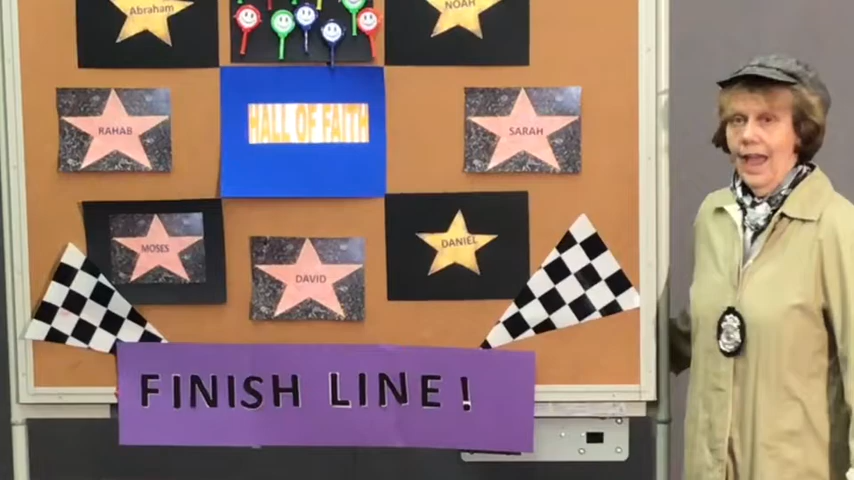 Abraham
NOAH
RAHAB
HALL OF FAITH
SARAH
MOSES
DAVID
DANIEL
FINISH LINE!